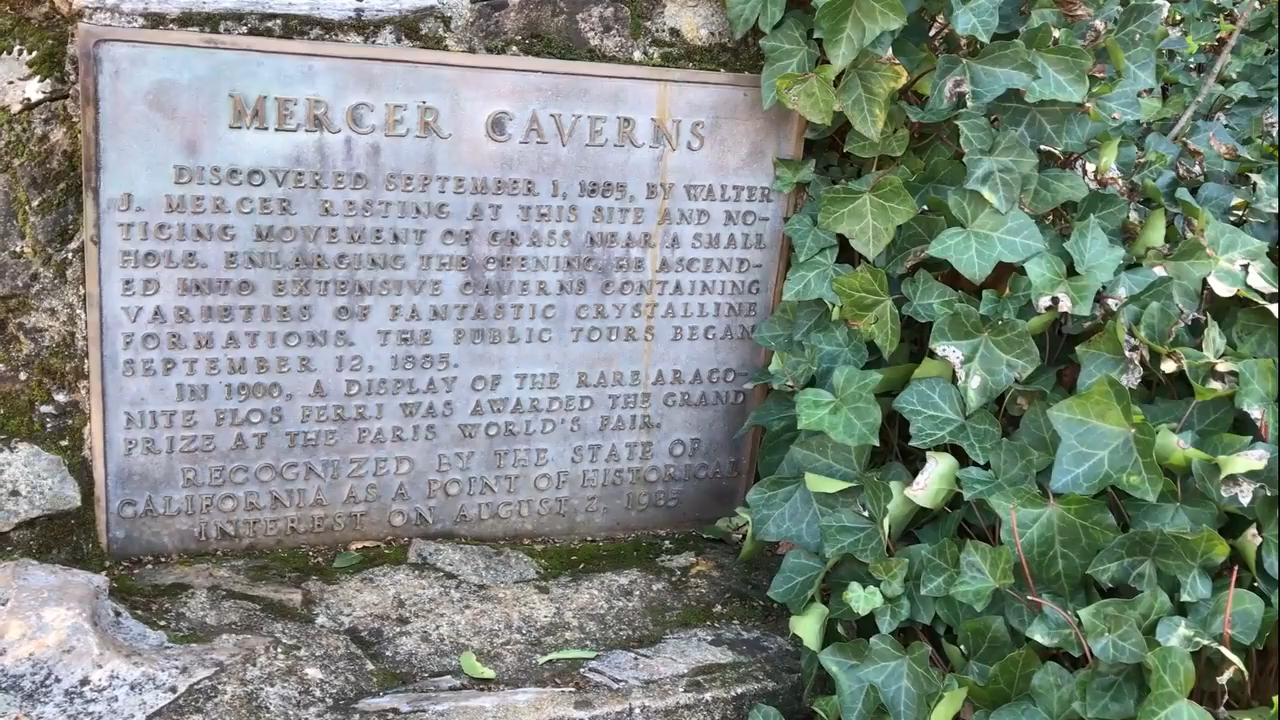 MERCER CAVERNS
DISCOVERED SEPTEMBER 1, 1885, BY WALTER
J. MERCER RESTING AT THIS SITE AND NO-
TICING MOVEMENT OF GRASS NEAR A SMALL
HOLE. ENLARGING THE OPENING, HE ASCEND-
ED INTO EXTENSIVE CAVERNS CONTAINING
VARIETIES OF FANTASTIC CRYSTALLINE
FORMATIONS. THE PUBLIC TOURS BEGAN
SEPTEMBER 12, 1885.
IN 1900, A DISPLAY OF THE RARE ARAGO-
NITE FLOS FERRI WAS AWARDED THE GRAND
PRIZE AT THE PARIS WORLD'S FAIR.
RECOGNIZED BY THE STATE OF
CALIFORNIA AS A POINT OF HISTORICAL
INTEREST ON AUGUST 2, 1985